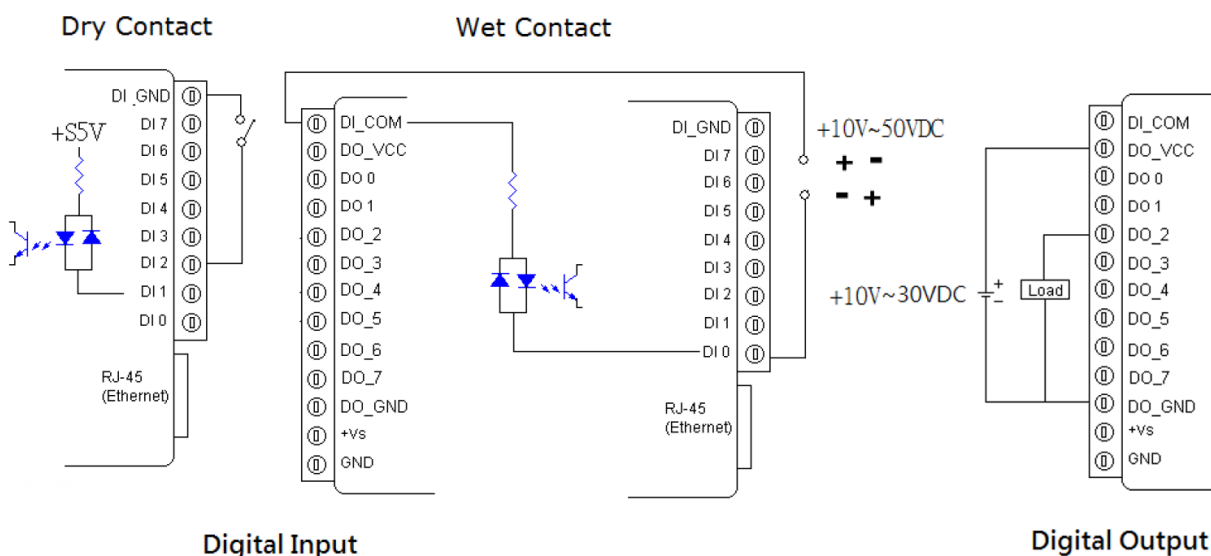 Dry Contact
Wet Contact
DI_GND
DI 7
DI 6
DI 5
DI 4
DI 3
DI 2
DI 1
DI 0
+S5V
RJ-45
(Ethernet)
DI_COM
DO_VCC
DO 0
DO 1
DO_2
DO_3
DO_4
DO_5
DO_6
DO_7
DO_GND
+Vs
GND
DI_GND
DI 7
DI 6
DI 5
DI 4
DI 3
DI 2
DI 1
DI 0
RJ-45
(Ethernet)
+10V~50VDC
+ -
- +
+10V~30VDC
+
-
Load
DI_COM
DO_VCC
DO 0
DO 1
DO_2
DO_3
DO_4
DO_5
DO_6
DO_7
DO_GND
+Vs
GND
Digital Input
Digital Output